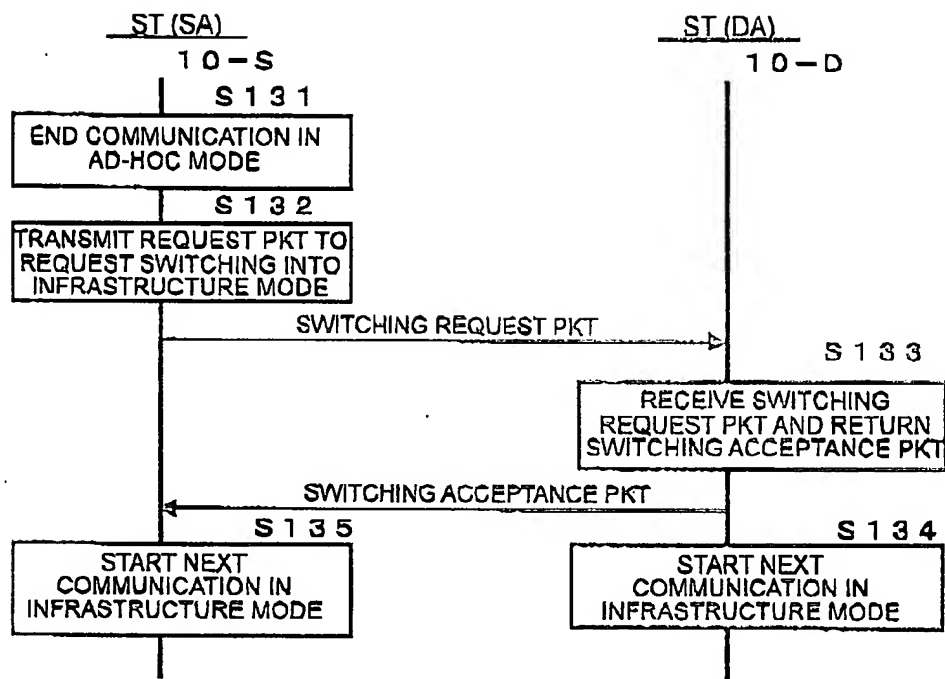 ST (SA)
10-S
ST (DA)
10-D
S131
END COMMUNICATION IN
AD-HOC MODE
S132
TRANSMIT REQUEST PKT TO
REQUEST SWITCHING INTO
INFRASTRUCTURE MODE
SWITCHING REQUEST PKT
S133
RECEIVE SWITCHING
REQUEST PKT AND RETURN
SWITCHING ACCEPTANCE PKT
SWITCHING ACCEPTANCE PKT
S135
START NEXT
COMMUNICATION IN
INFRASTRUCTURE MODE
S134
START NEXT
COMMUNICATION IN
INFRASTRUCTURE MODE